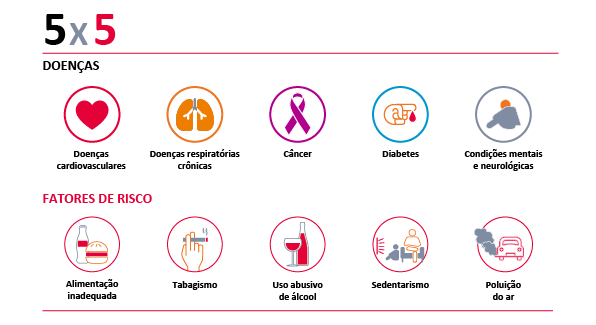 5x5
DOENÇAS
Doenças
cardiovasculares
Doenças respiratórias
crônicas
Câncer
Diabetes
Condições mentais
e neurológicas
FATORES DE RISCO
Alimentação
inadequada
Tabagismo
Uso abusivo
de álcool
Sedentarismo
Poluição
do ar